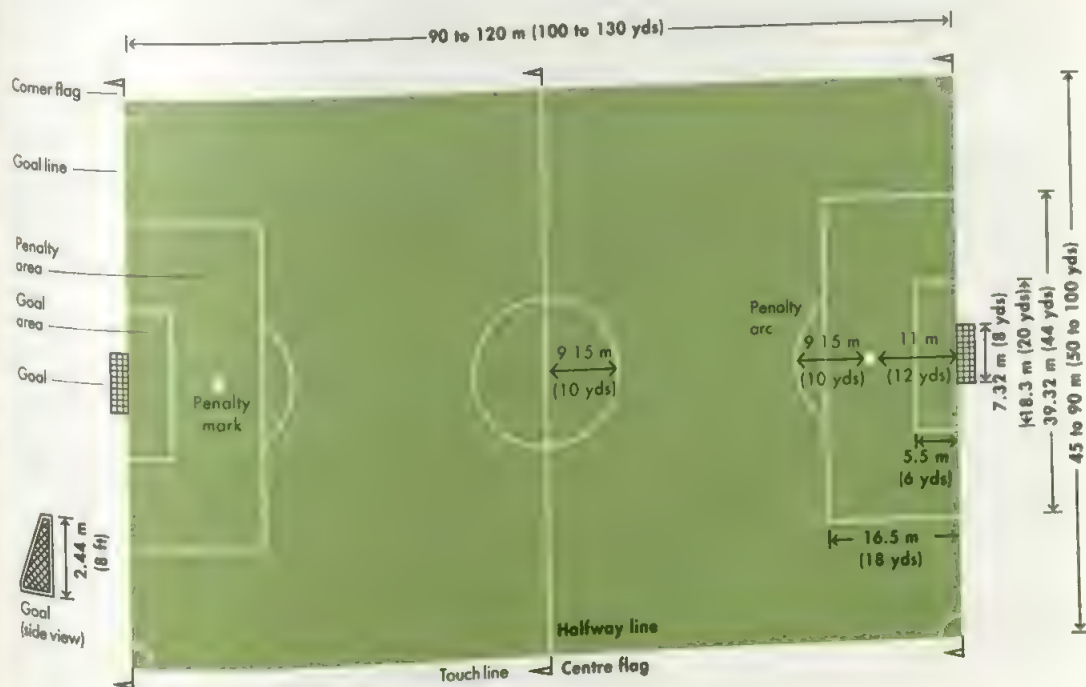 90 to 120 m (100 to 130 yds)
Corner flag
Goal line
Penalty
area
Goal
area
Goal
Penalty
mark
9 15 m
(10 yds)
Penalty
arc
9 15 m
(10 yds)
11 m
(12 yds)
5.5 m
(6 yds)
16.5 m
(18 yds)
7.32 m (8 yds)
18.3 m (20 yds)
39.32 m (44 yds)
45 to 90 m (50 to 100 yds)
2.44 m
(8 ft)
Goal
(side view)
Halfway line
Touch line
Centre flag